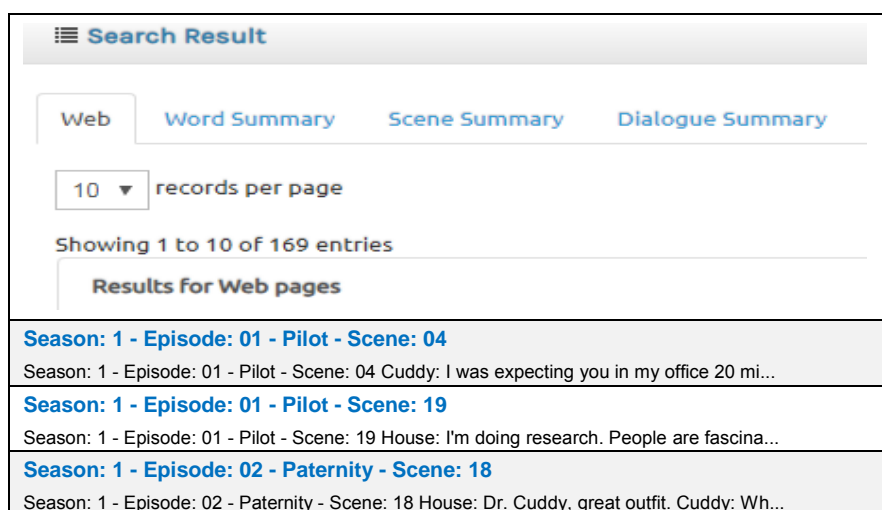 Search Result
Web Word Summary Scene Summary Dialogue Summary
10 records per page
Showing 1 to 10 of 169 entries
Results for Web pages
Season: 1 - Episode: 01 - Pilot - Scene: 04
Season: 1 - Episode: 01 - Pilot - Scene: 04 Cuddy: I was expecting you in my office 20 mi...
Season: 1 - Episode: 01 - Pilot - Scene: 19
Season: 1 - Episode: 01 - Pilot - Scene: 19 House: I'm doing research. People are fascina...
Season: 1 - Episode: 02 - Paternity - Scene: 18
Season: 1 - Episode: 02 - Paternity - Scene: 18 House: Dr. Cuddy, great outfit. Cuddy: Wh...